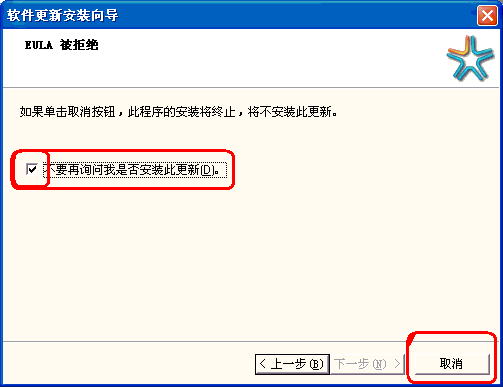 软件更新安装向导
EULA 被拒绝
如果单击取消按钮，此程序的安装将终止，将不安装此更新。
不要再询问我是否安装此更新(D)。
< 上一步(B) 下一步(N) > 取消